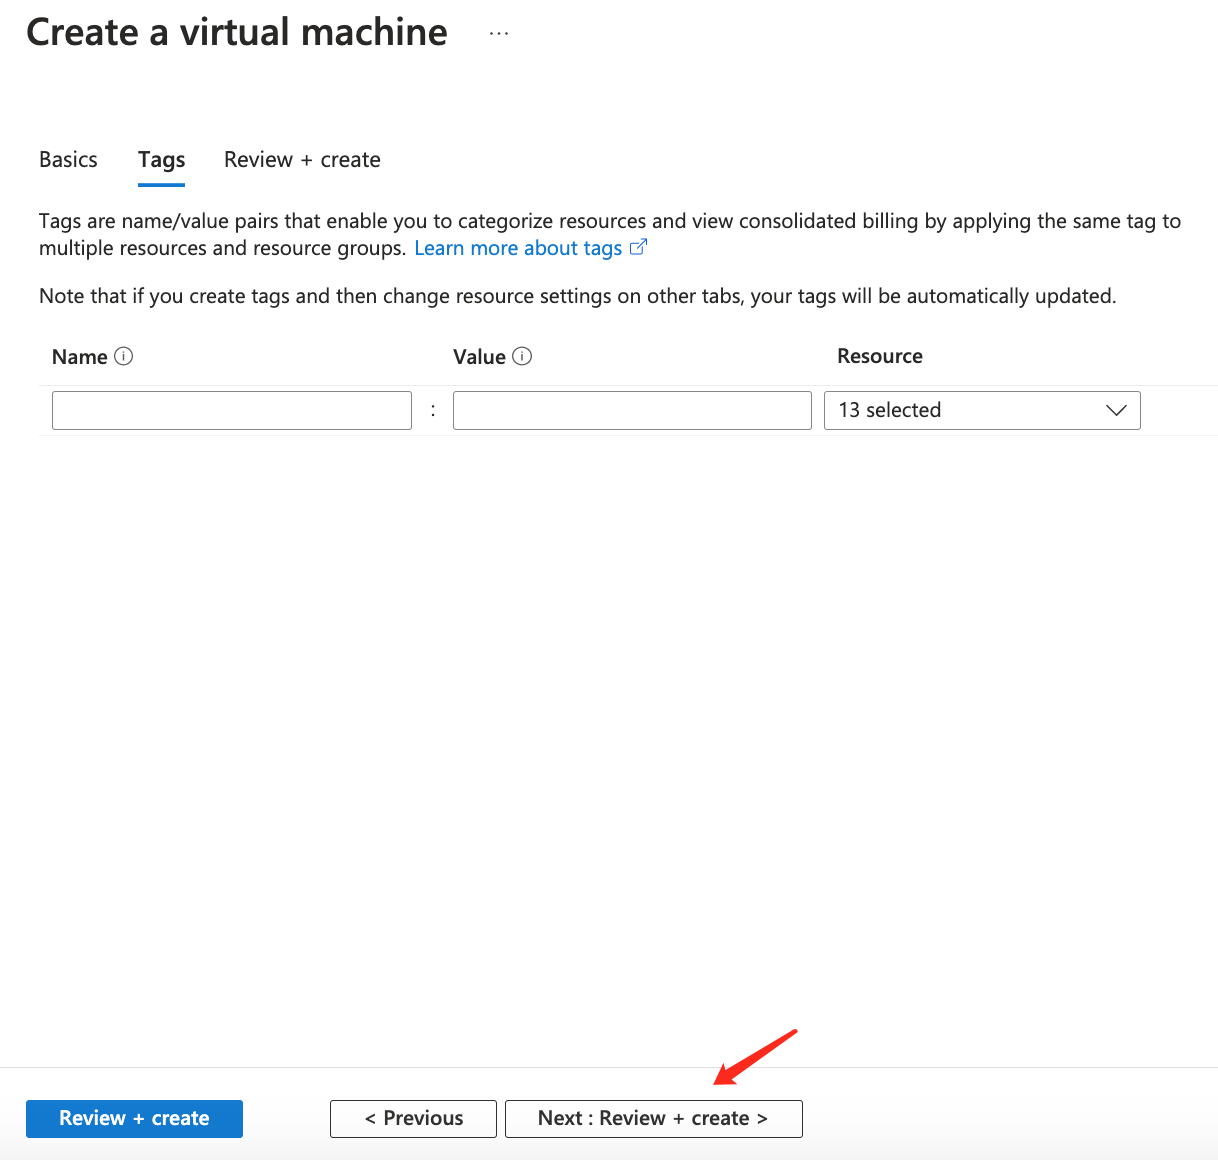 Create a virtual machine ...
Basics Tags Review + create
Tags are name/value pairs that enable you to categorize resources and view consolidated billing by applying the same tag to
multiple resources and resource groups. Learn more about tags
Note that if you create tags and then change resource settings on other tabs, your tags will be automatically updated.
Name Value Resource
: 13 selected
Review + create < Previous Next : Review + create >